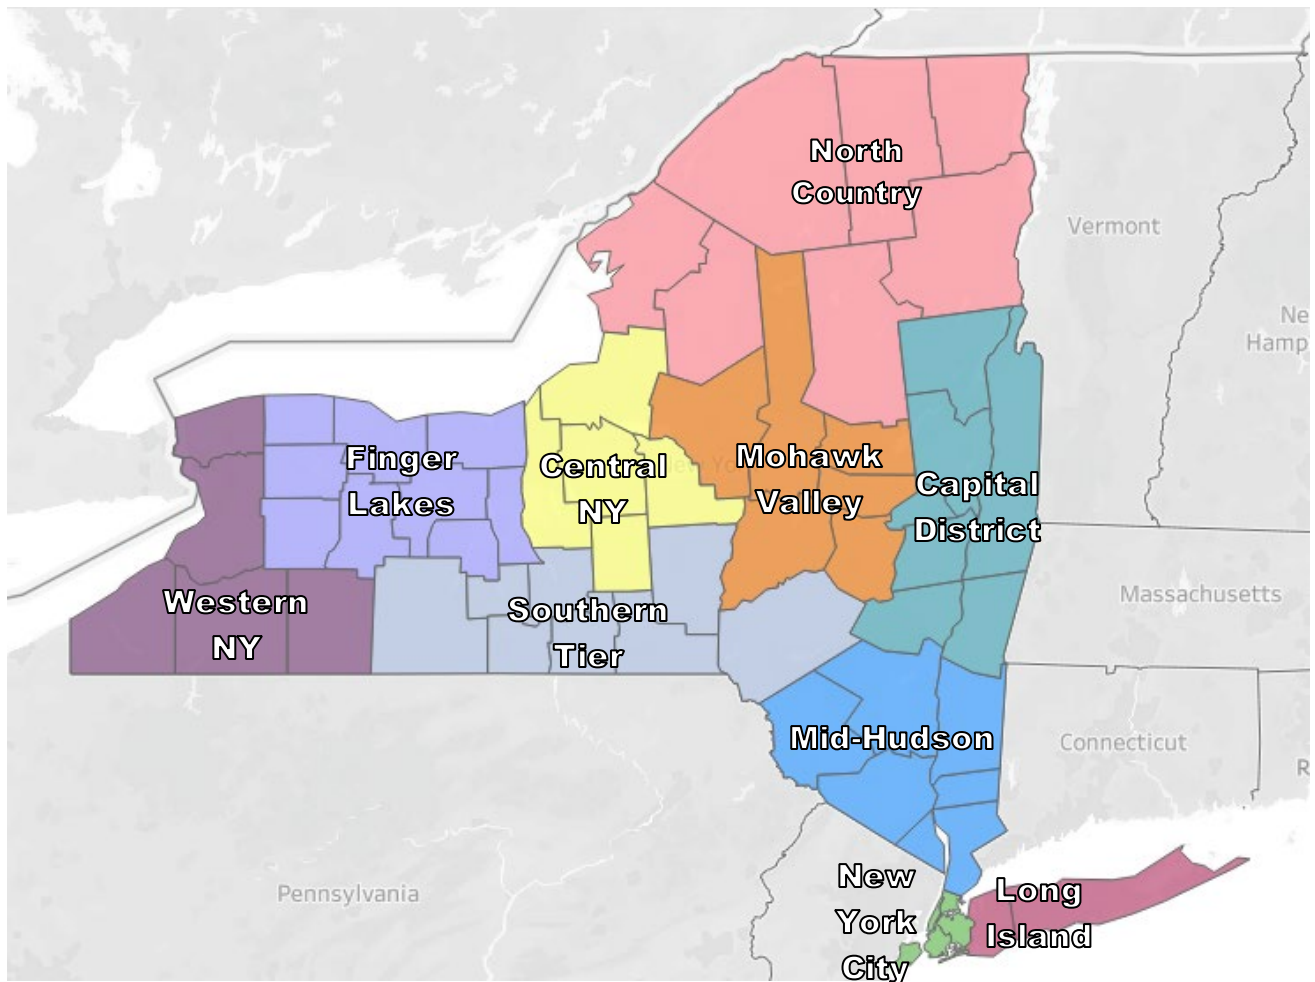 North
Country
Vermont
Ne
Hamp
Finger
Lakes
Central
NY
Mohawk
Valley
Capital
District
Western
NY
Southern
Tier
Massachusetts
Mid-Hudson
Connecticut
R
Pennsylvania
New
York
City
Long
Island